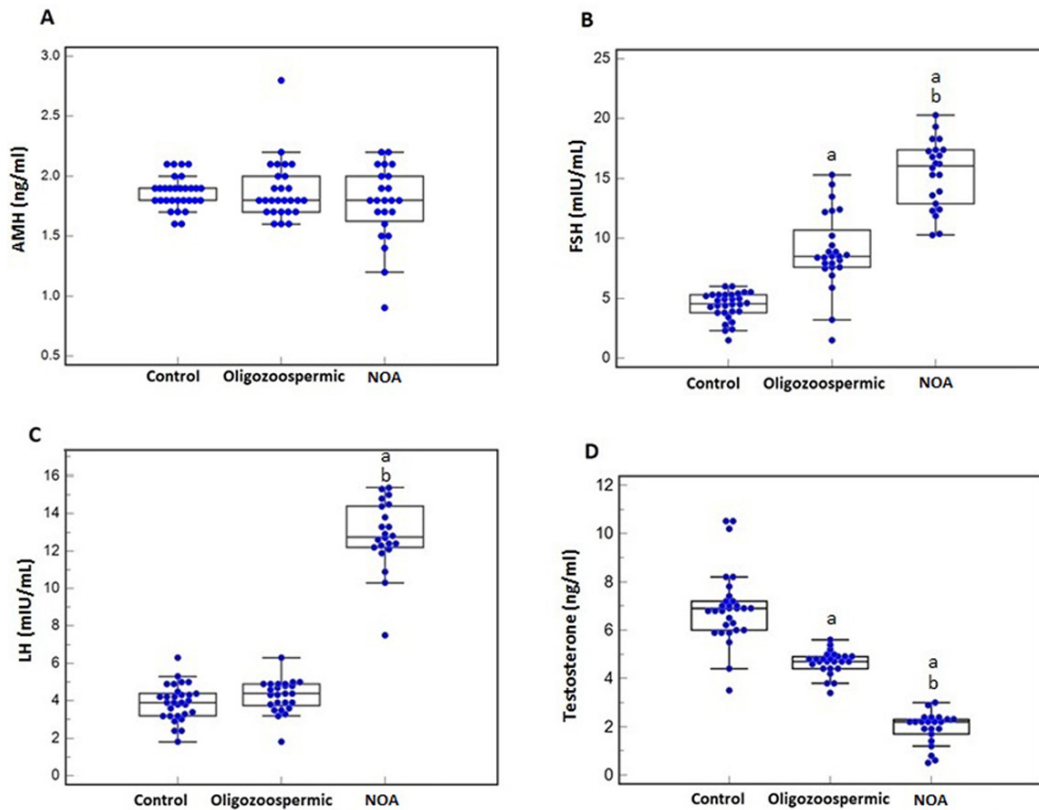 A
AMH (ng/ml)
3.0
2.5
2.0
1.5
1.0
0.5
Control Oligozoospermic NOA
B
FSH (mIU/mL)
25
20
15
10
5
0
a
a
b
Control Oligozoospermic NOA
C
LH (mIU/mL)
16
14
12
10
8
6
4
2
0
a
b
Control Oligozoospermic NOA
D
Testosterone (ng/ml)
12
10
8
6
4
2
0
a
a
b
Control Oligozoospermic NOA